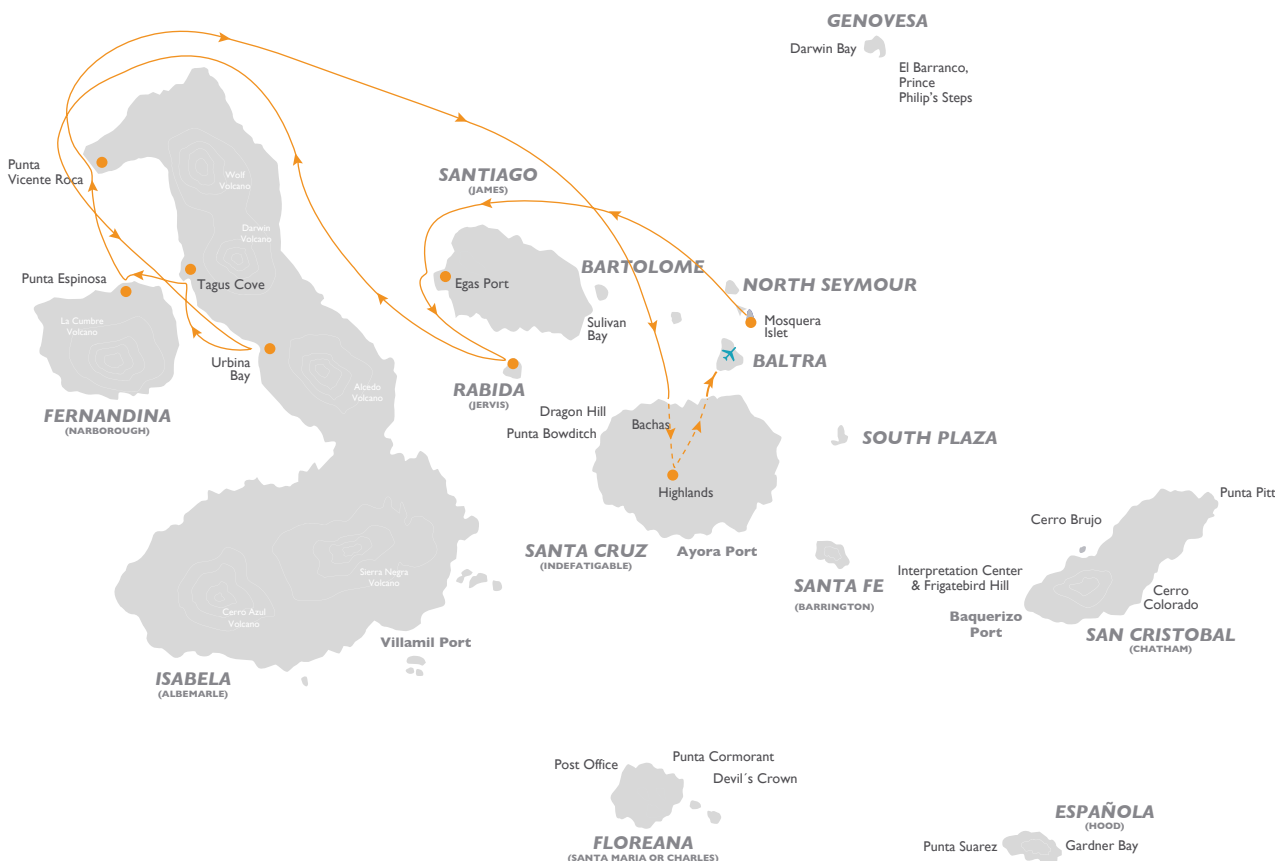 GENOVESA
Darwin Bay
El Barranco,
Prince
Philip's Steps
Punta
Vicente Roca
Wolf
Volcano
SANTIAGO
(JAMES)
Darwin
Volcano
BARTOLOME
Punta Espinosa
Tagus Cove
Egas Port
NORTH SEYMOUR
La Cumbre
Volcano
Sulivan
Bay
Mosquera
Islet
Urbina
Bay
BALTRA
Alcedo
Volcano
RABIDA
(JERVIS)
FERNANDINA
(NARBOROUGH)
Dragon Hill
Bachas
Punta Bowditch
SOUTH PLAZA
Highlands
Punta Pitt
Cerro Brujo
SANTA CRUZ
(INDEFATIGABLE)
Ayora Port
Sierra Negra
Volcano
SANTA FE
(BARRINGTON)
Interpretation Center
& Frigatebird Hill
Cerro
Colorado
Cerro Azul
Volcano
Baquerizo
Port
Villamil Port
SAN CRISTOBAL
(CHATHAM)
ISABELA
(ALBEMARLE)
Post Office
Punta Cormorant
Devil´s Crown
ESPAÑOLA
(HOOD)
FLOREANA
(SANTA MARIA OR CHARLES)
Punta Suarez
Gardner Bay